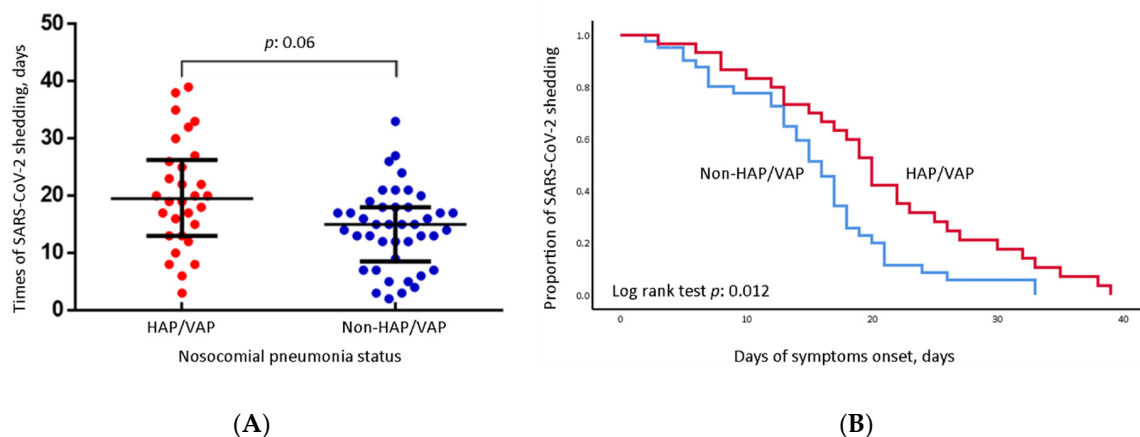 50
40
30
20
10
0
Times of SARS-CoV-2 shedding, days
p: 0.06
HAP/VAP
Non-HAP/VAP
Nosocomial pneumonia status
(A)
1.0
0.8
0.6
0.4
0.2
0.0
Proportion of SARS-CoV-2 shedding
Non-HAP/VAP
HAP/VAP
Log rank test p: 0.012
0
10
20
30
40
Days of symptoms onset, days
(B)